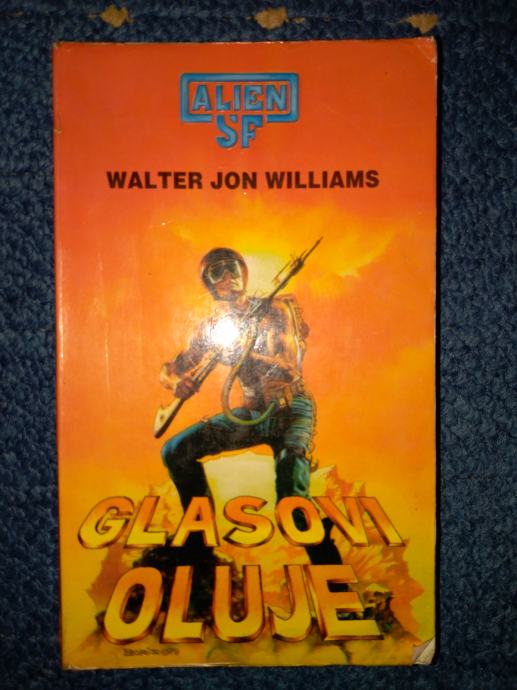 ALIEN
SF
WALTER JON WILLIAMS
GLASOVI
OLUJE